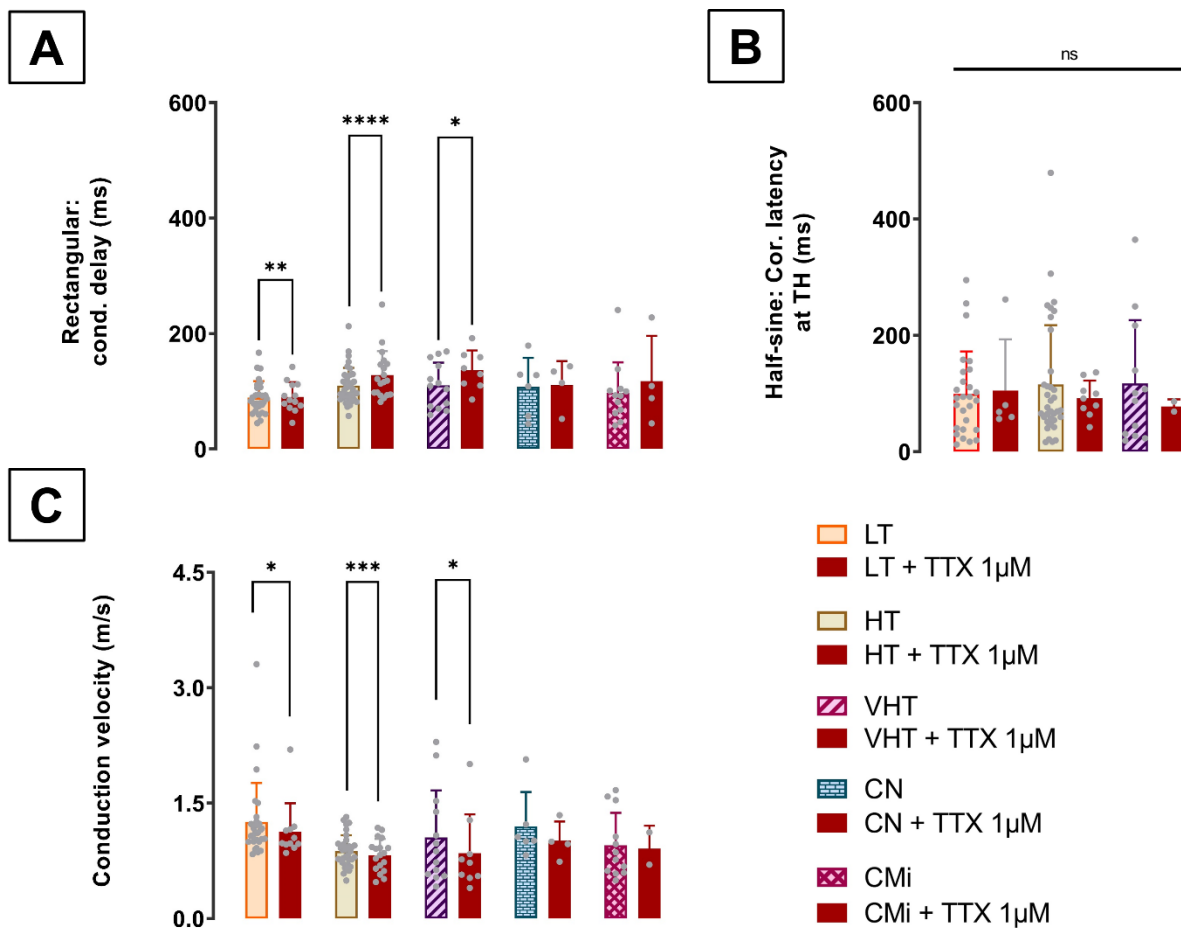 A
Rectangular:
cond. delay (ms)
600
400
200
0
**
****
*
B
Half-sine: Cor. latency
at TH (ms)
600
400
200
0
ns
C
Conduction velocity (m/s)
4.5
3.0
1.5
0.0
*
***
*
LT
LT + TTX 1µM
HT
HT + TTX 1µM
VHT
VHT + TTX 1µM
CN
CN + TTX 1µM
CMi
CMi + TTX 1µM